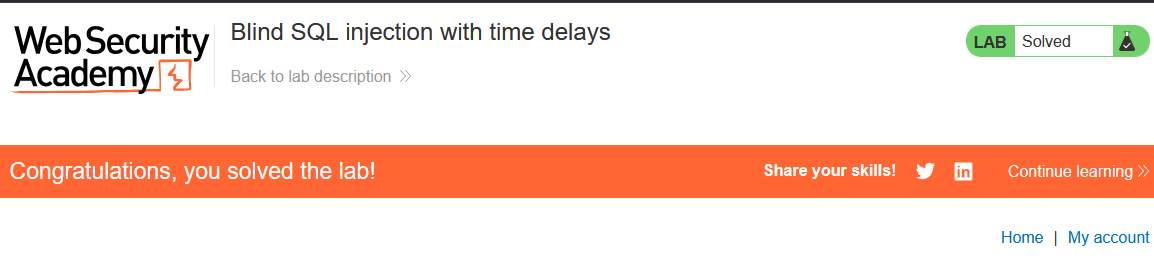 Web Security
Academy
Blind SQL injection with time delays
Back to lab description
LAB Solved
Congratulations, you solved the lab!
Share your skills!
Continue learning
Home | My account